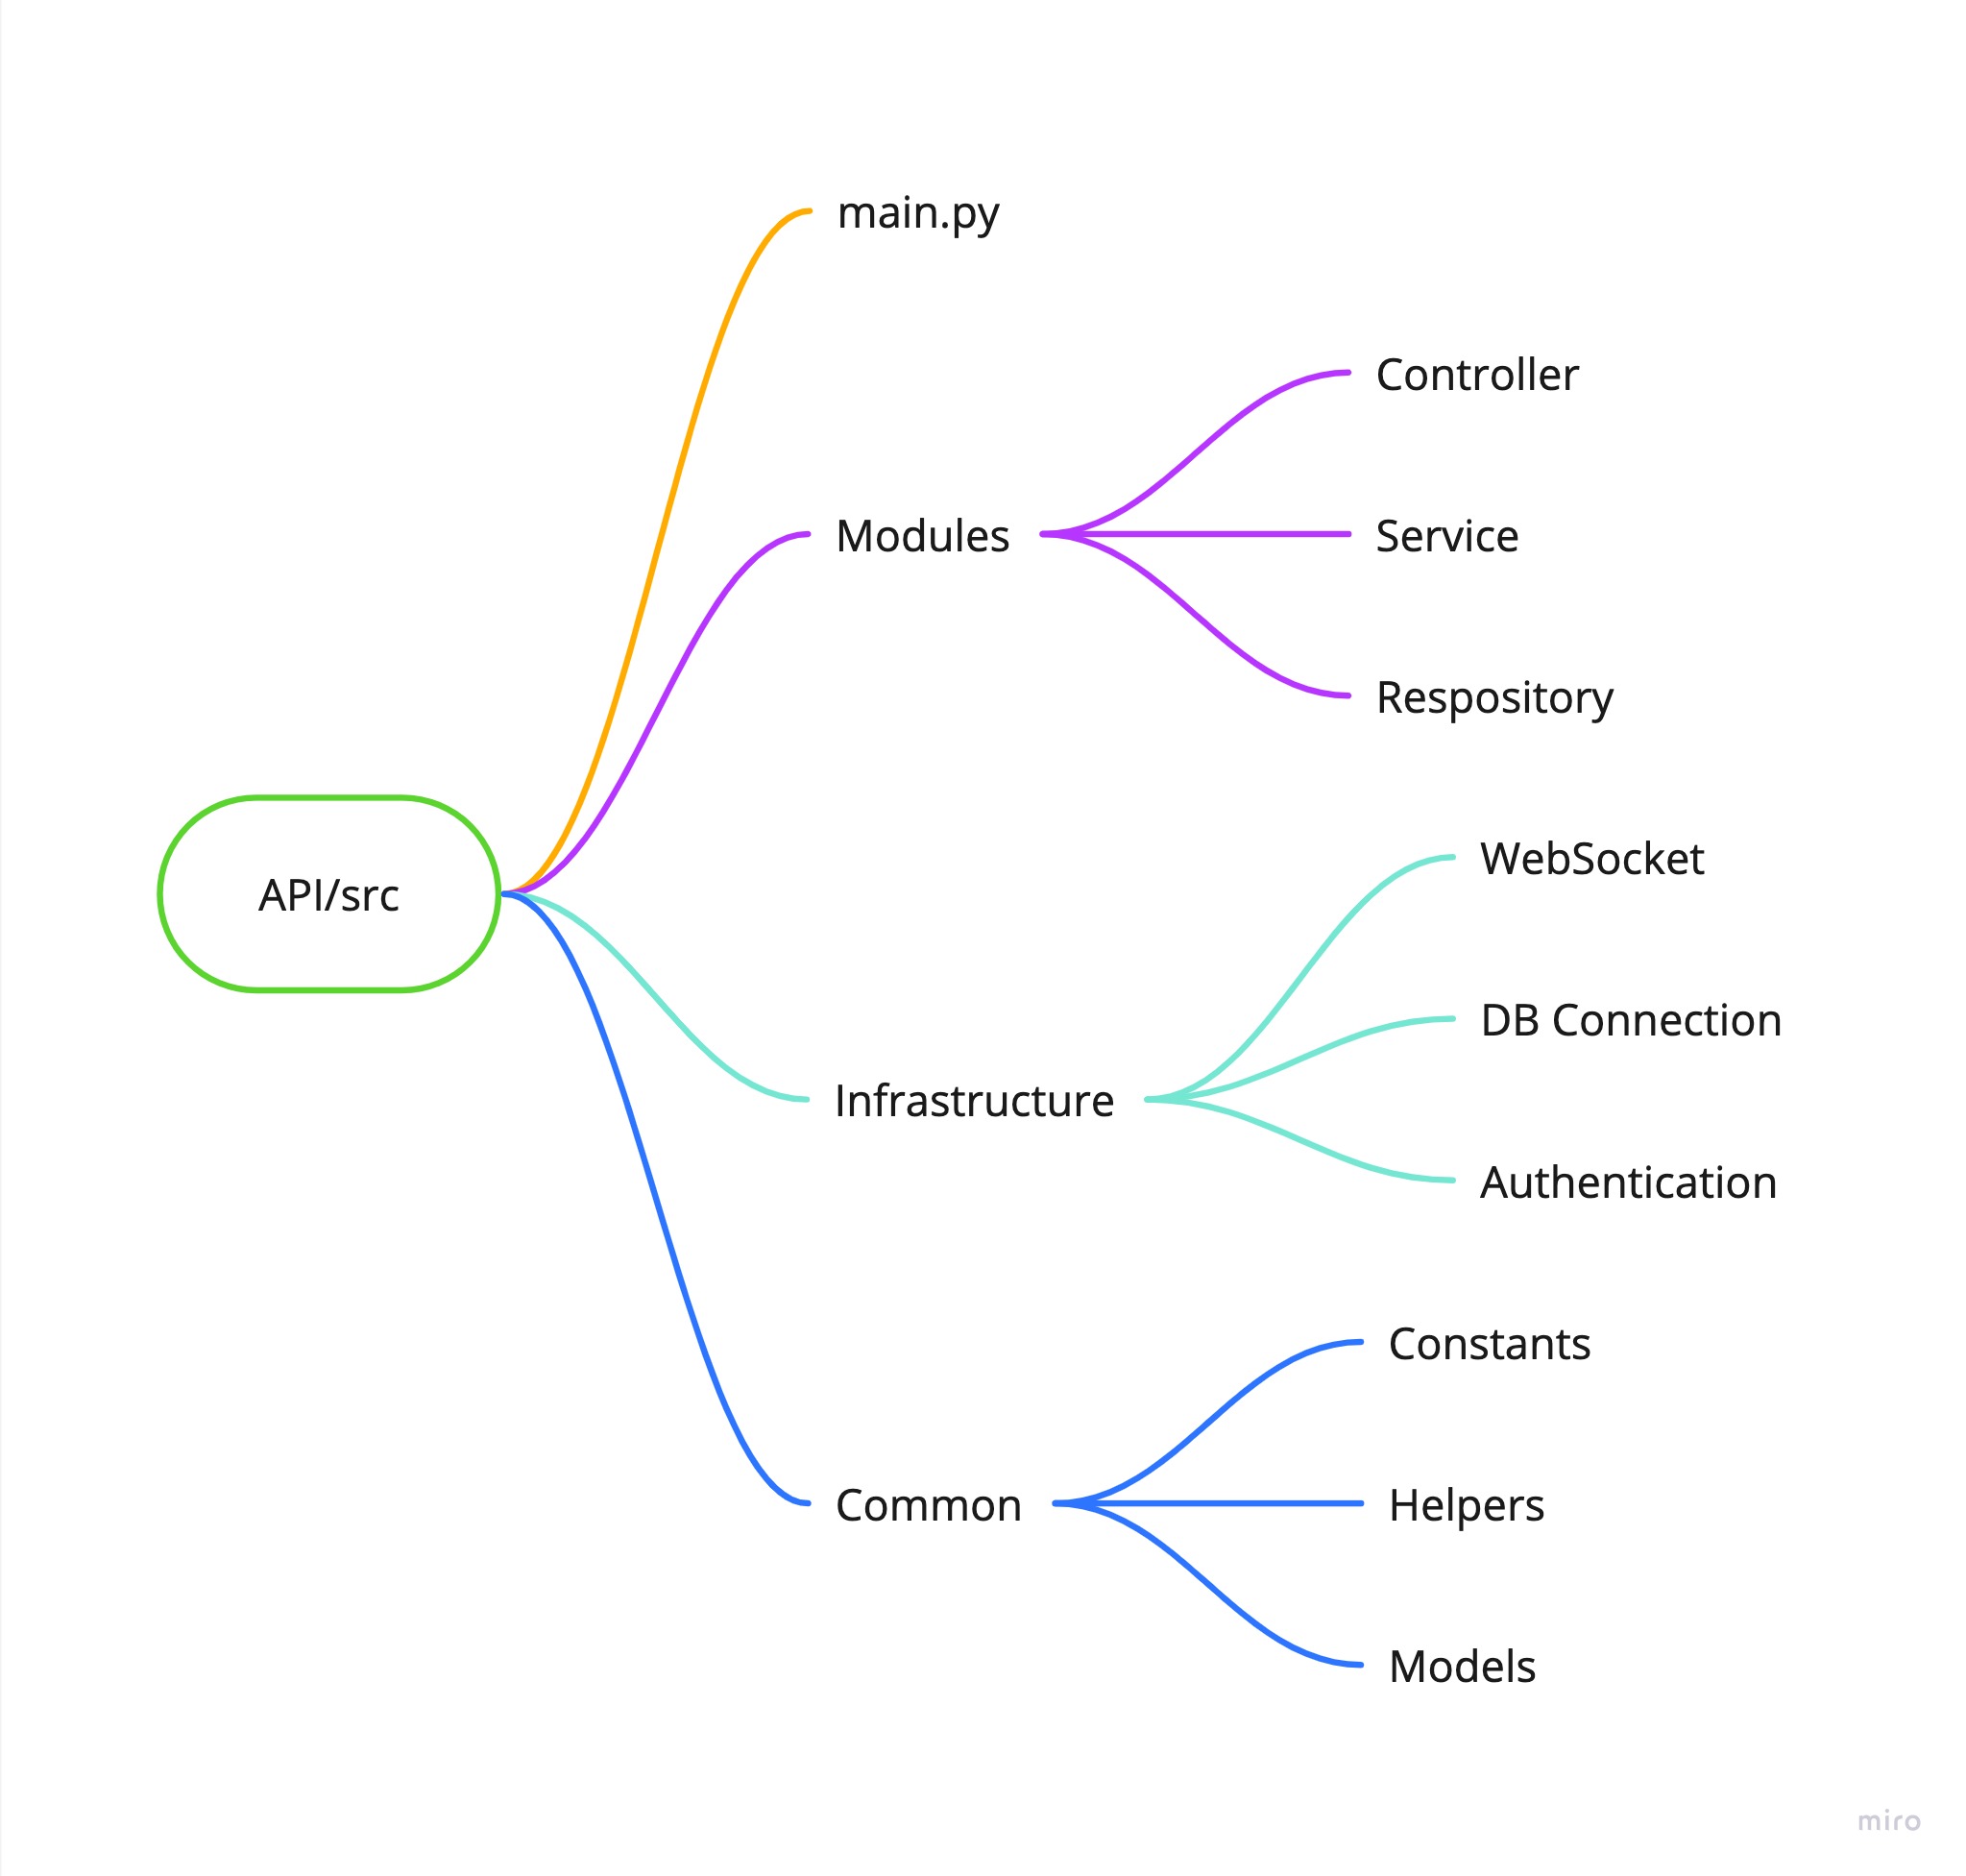 main.py
Controller
Modules
Service
Respository
API/src
WebSocket
DB Connection
Infrastructure
Authentication
Constants
Common
Helpers
Models
miro